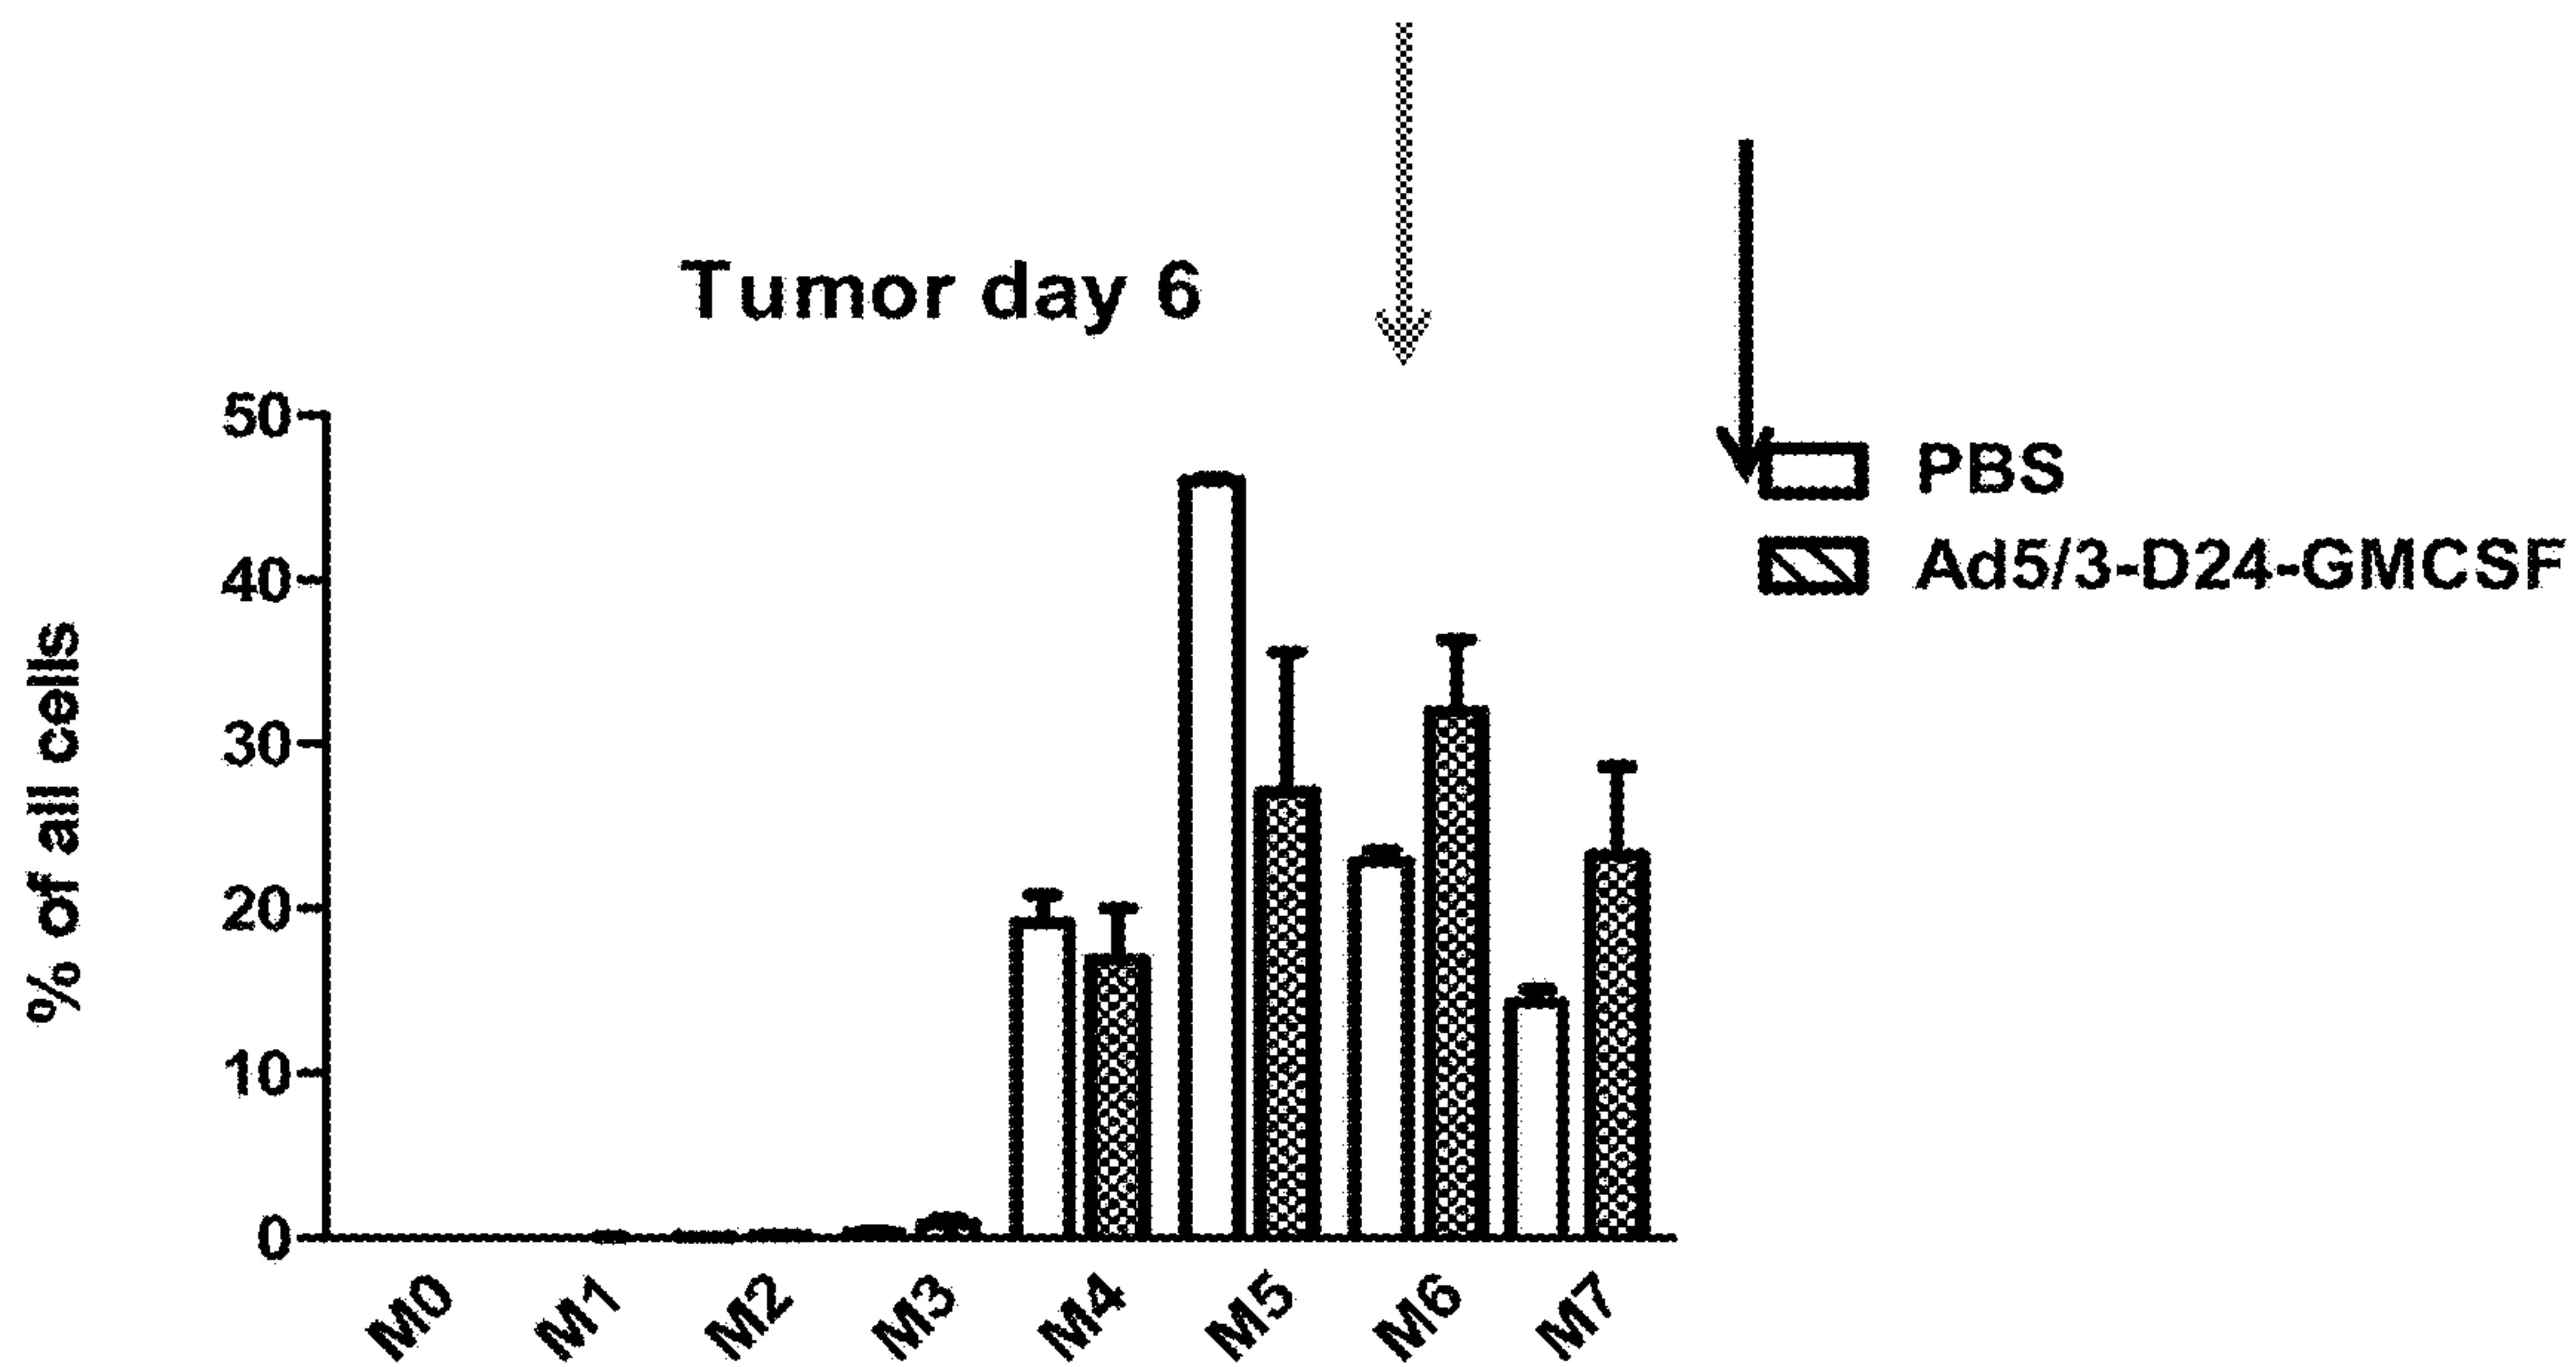 Tumor day 6
50
40
30
20
10
0
% of all cells
M0
M1
M2
M3
M4
M5
M6
M7
PBS
Ad5/3-D24-GMCSF